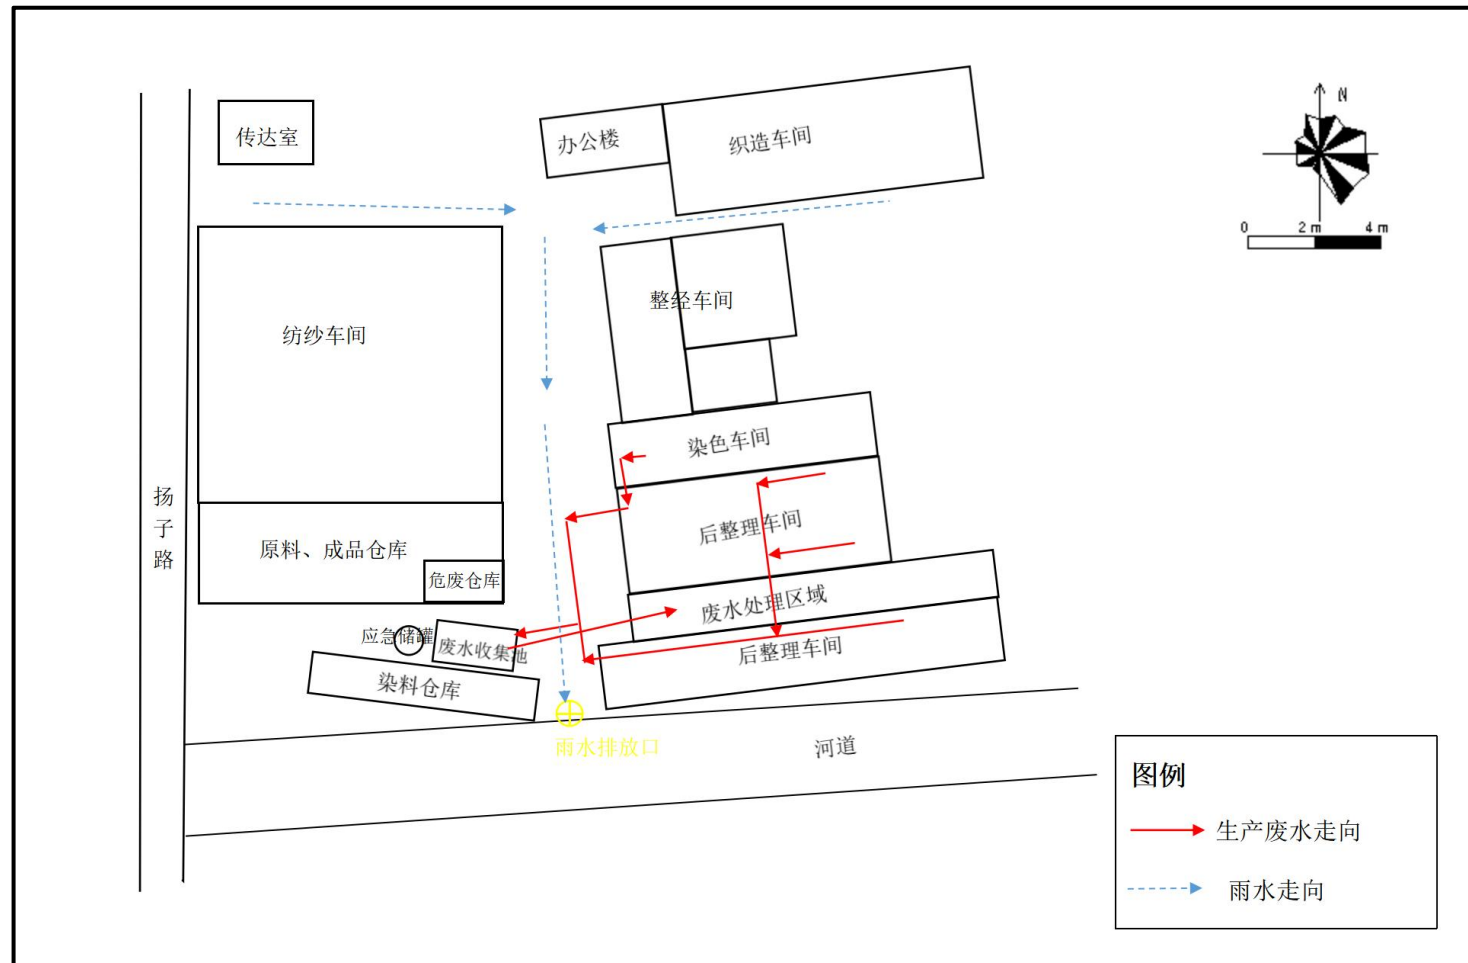 传达室
办公楼
织造车间
N
0 2m 4m
整经车间
纺纱车间
染色车间
扬子路
后整理车间
原料、成品仓库
危废仓库
废水处理区域
应急储罐
废水收集池
后整理车间
染料仓库
雨水排放口
河道
图例
生产废水走向
雨水走向